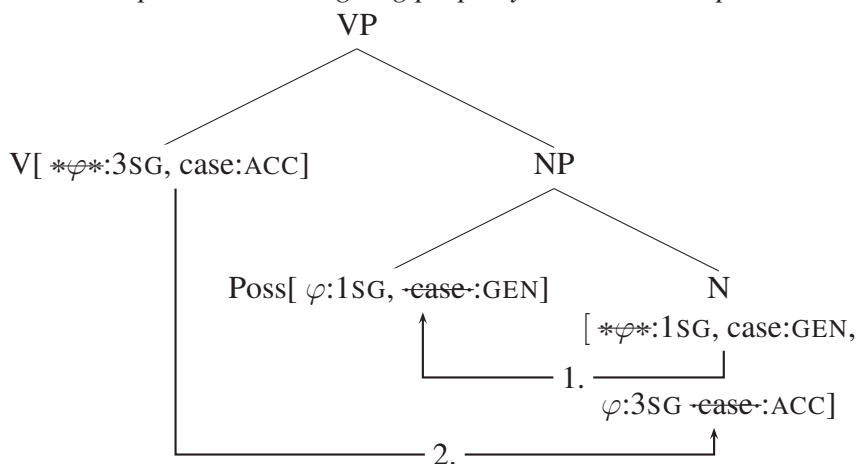 VP
V[ *φ*:3SG, case:ACC]
NP
Poss[ φ:1SG, ·case·:GEN]
N
[ *φ*:1SG, case:GEN,
1.
φ:3SG ·case·:ACC]
2.